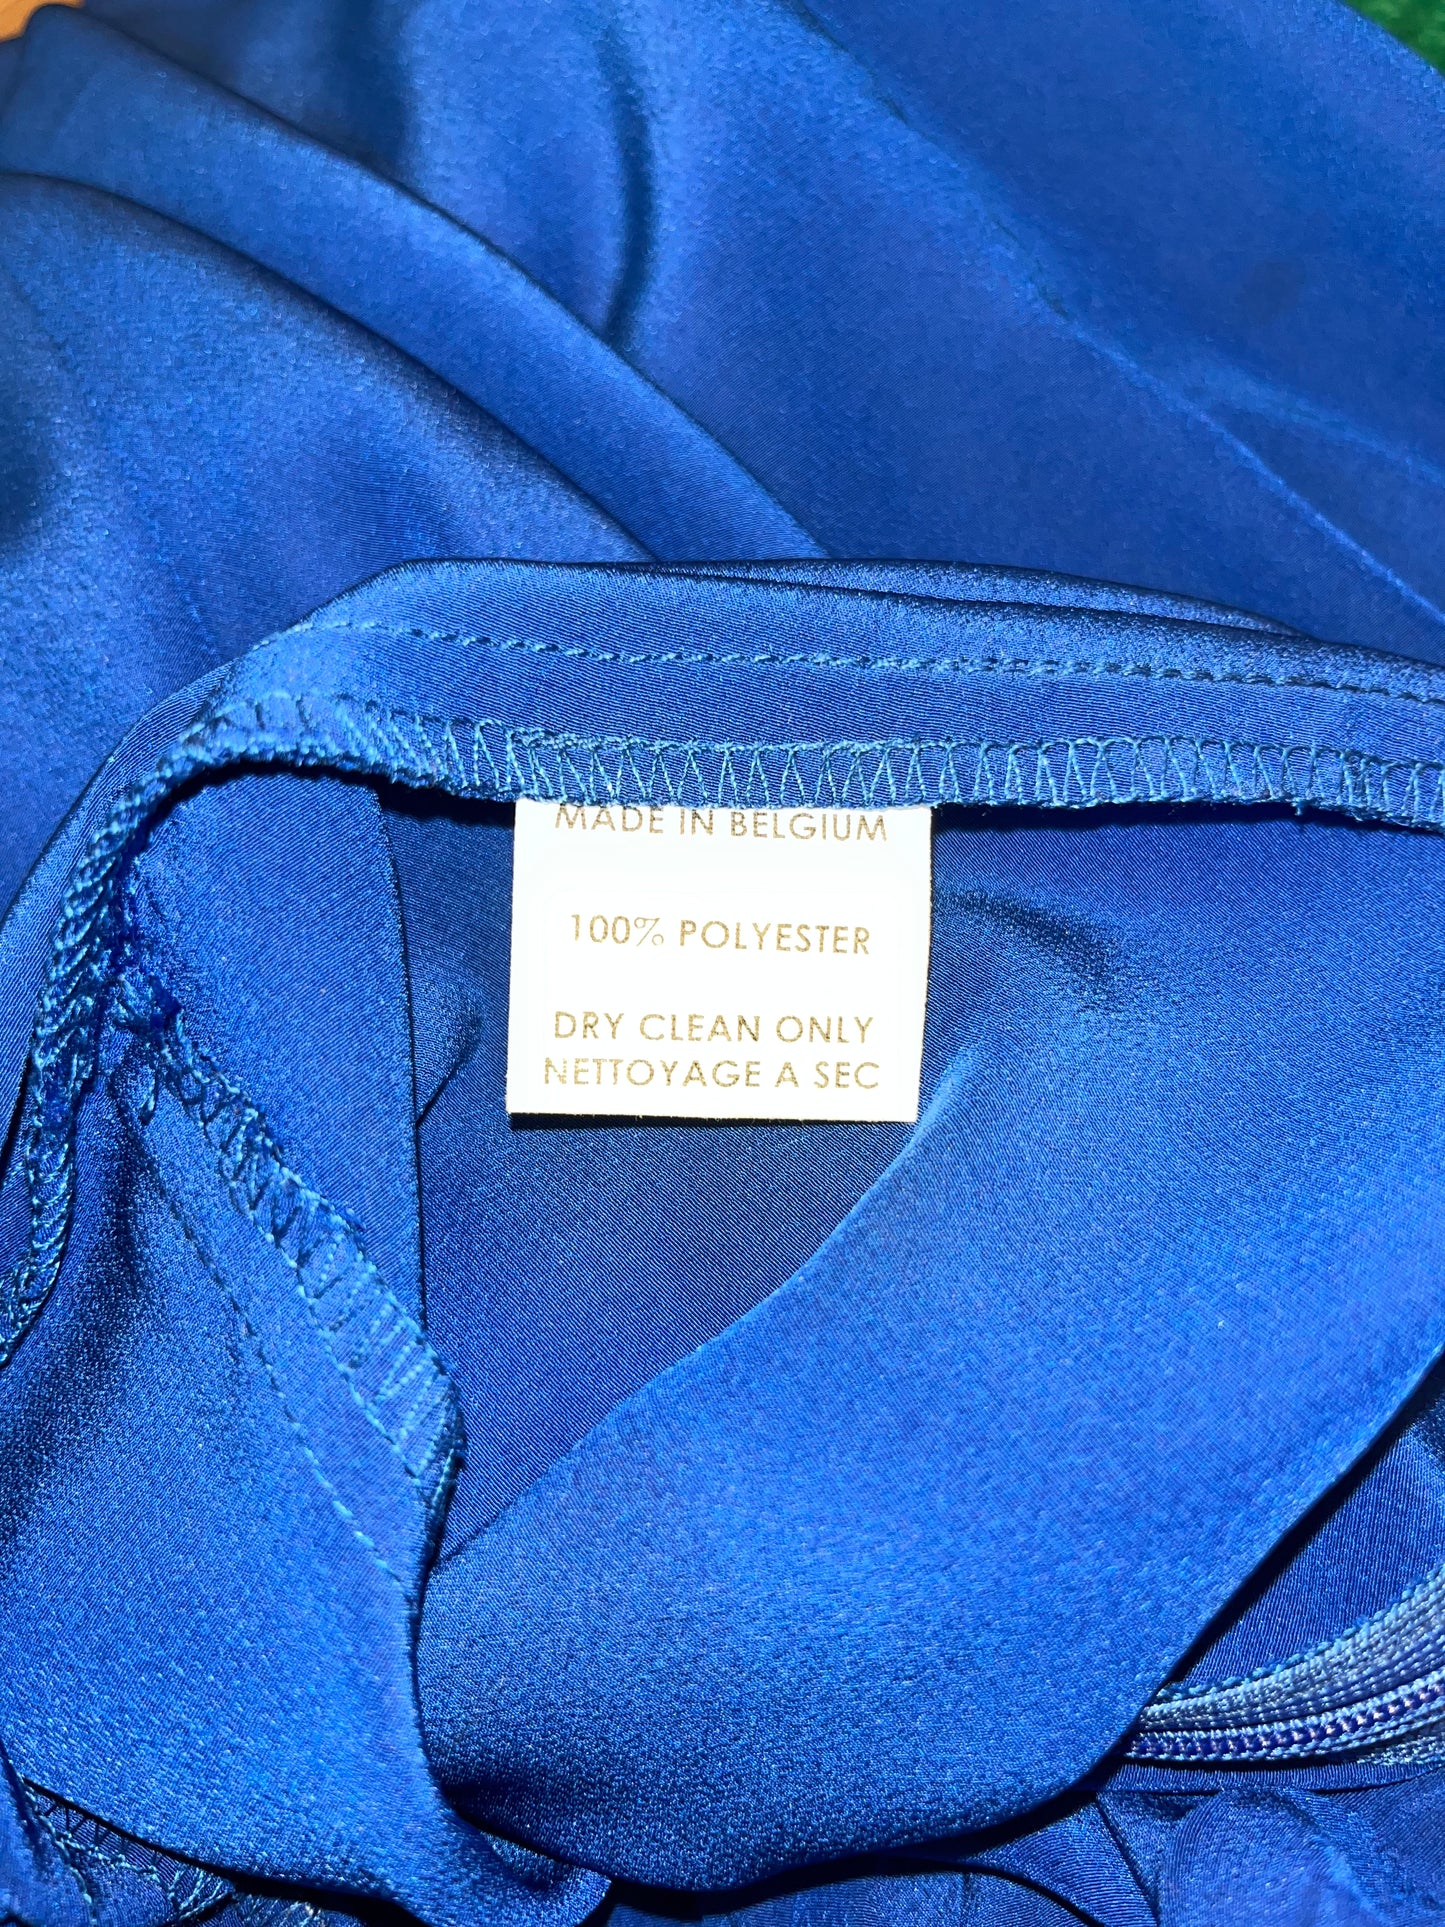 MADE IN BELGIUM
100% POLYESTER
DRY CLEAN ONLY
NETTOYAGE A SEC